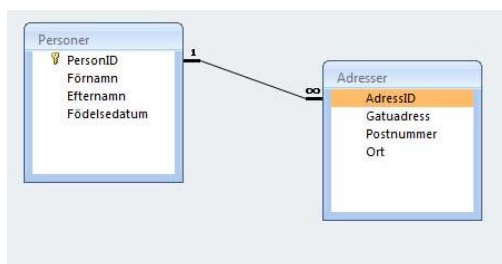 Personer
PersonID
Förnamn
Efternamn
Födelsedatum
1
∞
Adresser
AdressID
Gatuadress
Postnummer
Ort